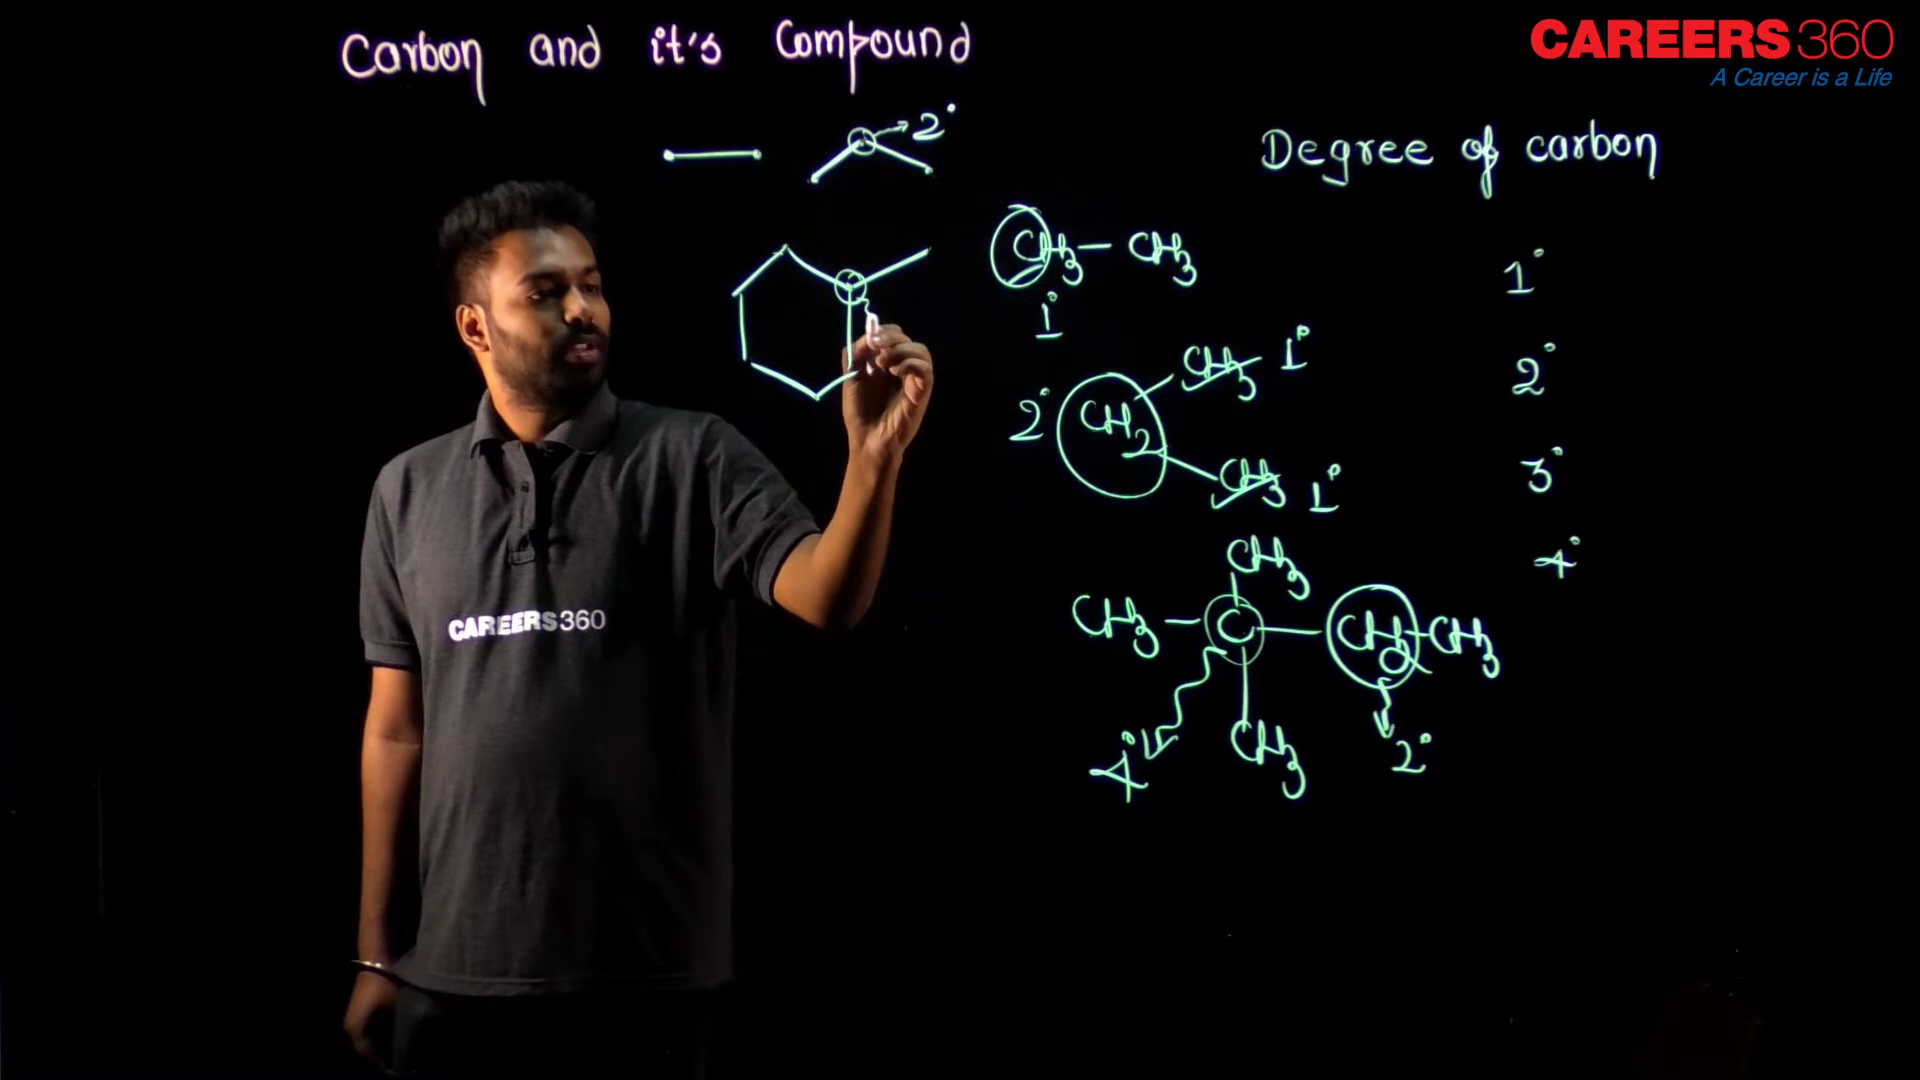 Carbon and it's Compound
CAREERS360
A Career is a Life
2°
Degree of carbon
CH3 — CH3
1°
1°
CH3 1°
2°
2° CH2
CH3 1°
3°
CH3
4°
CH3 — C — CH2 — CH3
CH3
4°
2°
CAREERS360